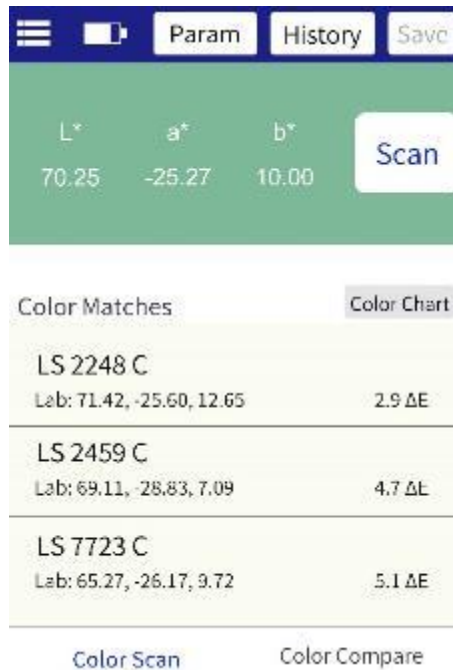 Param History Save
L* a* b*
70.25 -25.27 10.00
Scan
Color Matches Color Chart
LS 2248 C
Lab: 71.42, -25.60, 12.65 2.9 ΔE
LS 2459 C
Lab: 69.11, -28.83, 7.09 4.7 ΔE
LS 7723 C
Lab: 65.27, -26.17, 9.72 5.1 ΔE
Color Scan Color Compare